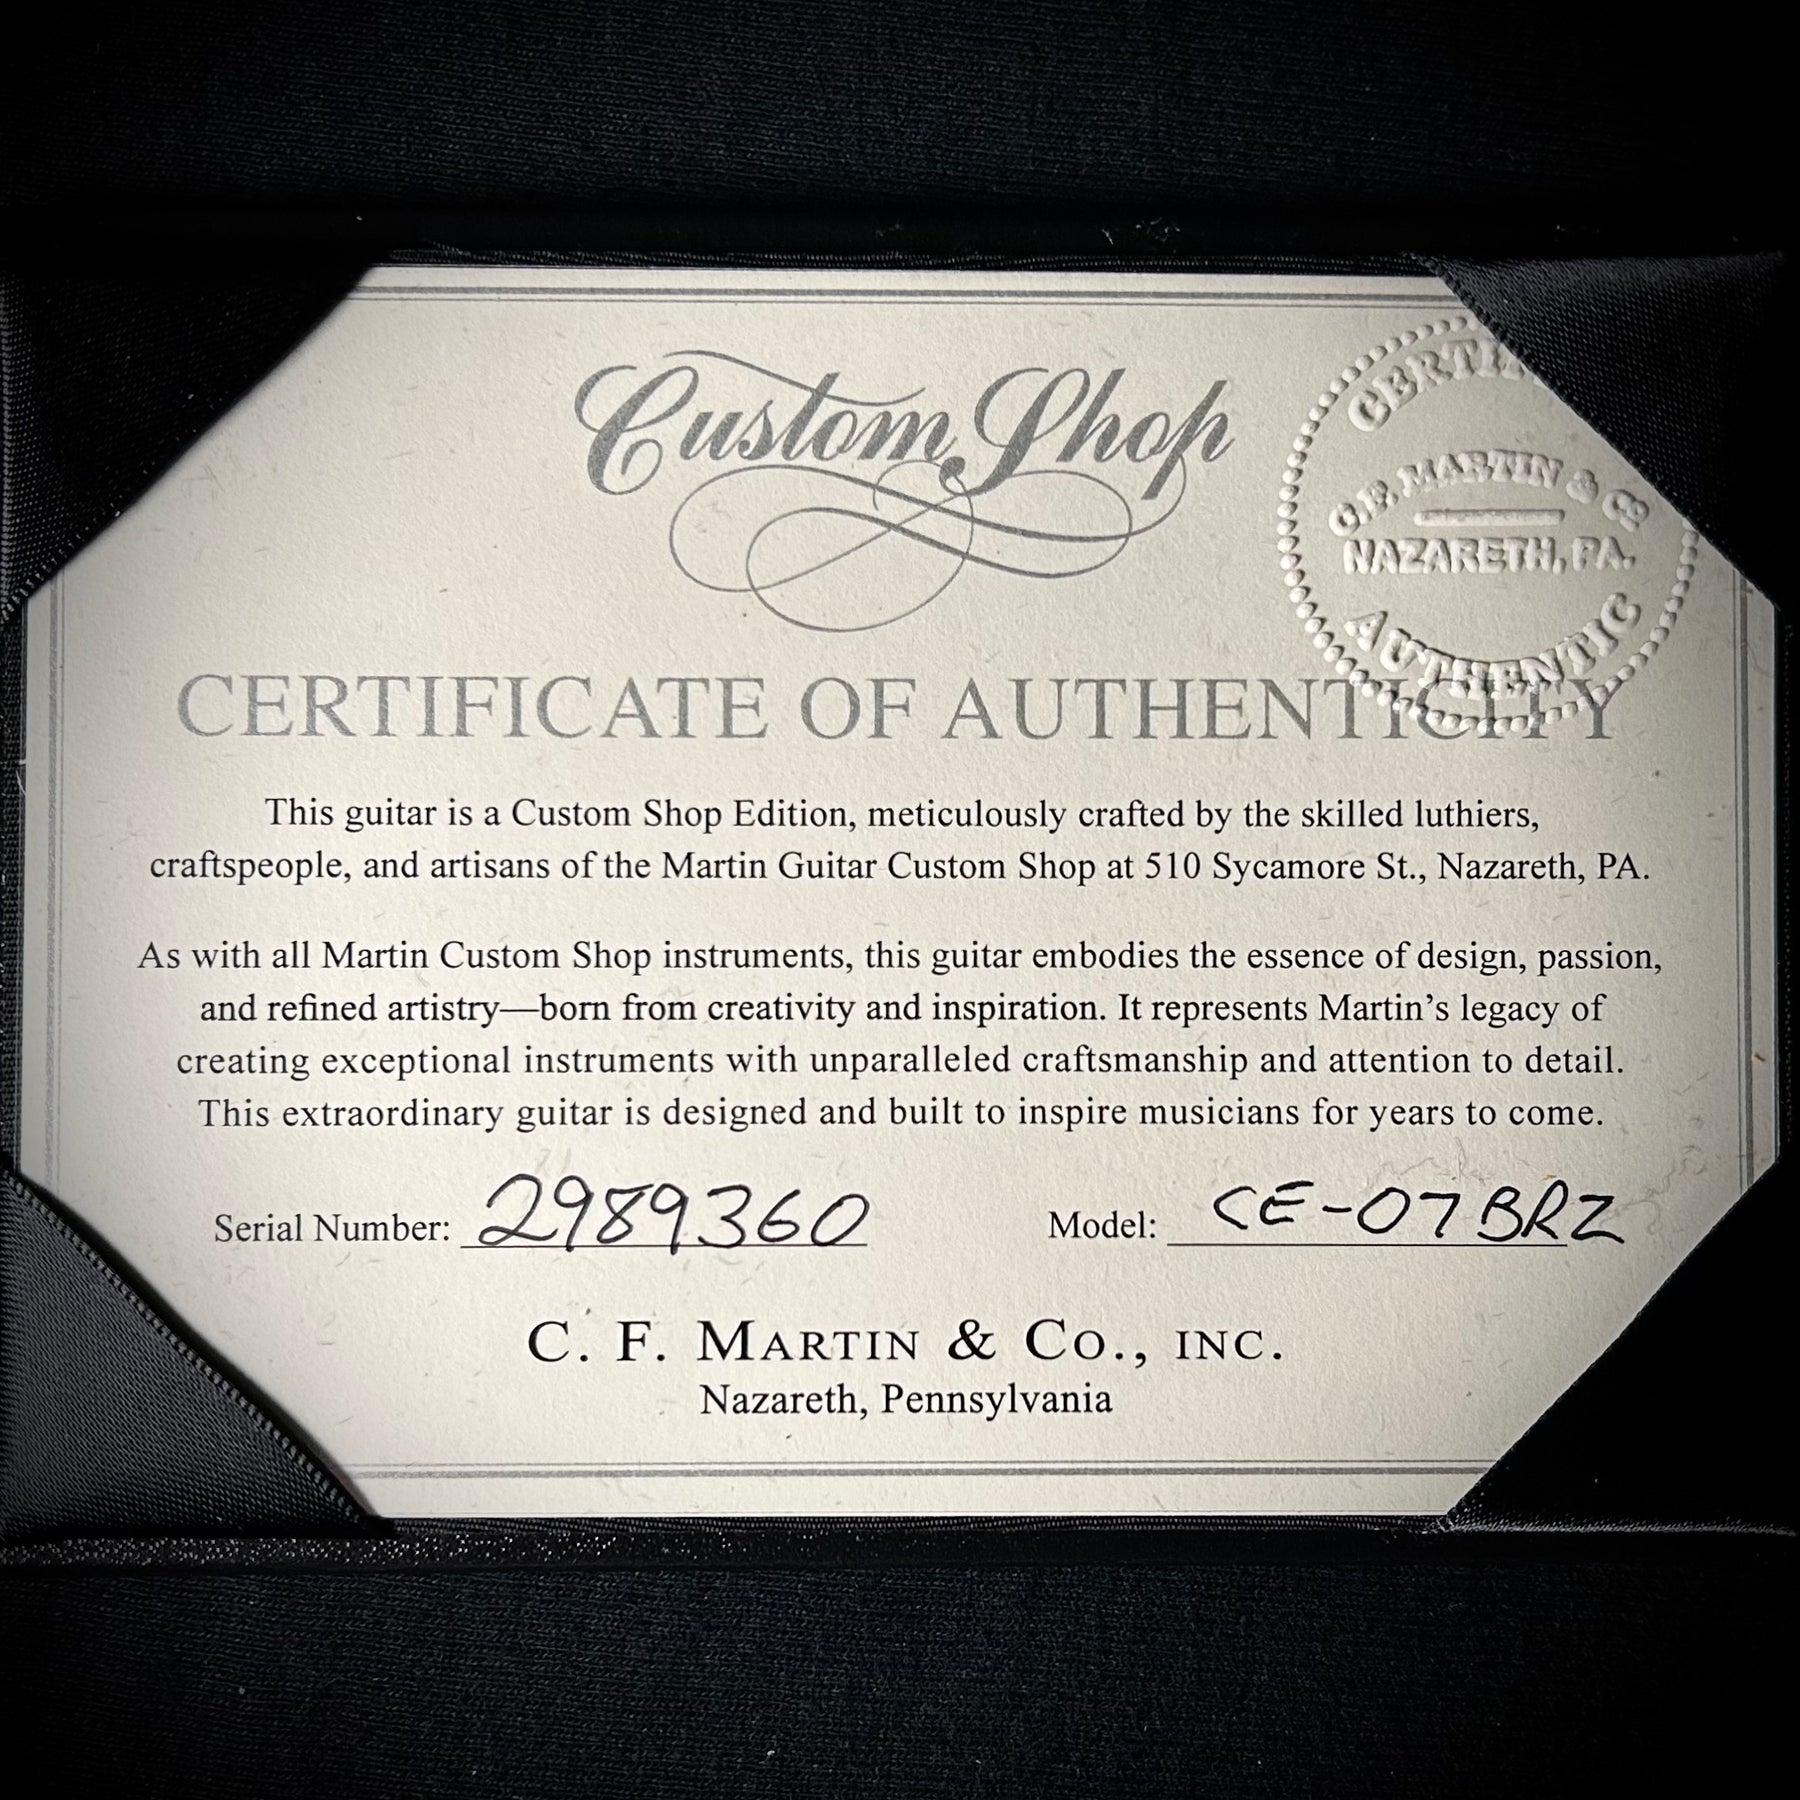 Custom Shop
CERTI
C.F. MARTIN & CO
NAZARETH, PA.
AUTHENTIC
CERTIFICATE OF AUTHENTICITY
This guitar is a Custom Shop Edition, meticulously crafted by the skilled luthiers,
craftspeople, and artisans of the Martin Guitar Custom Shop at 510 Sycamore St., Nazareth, PA.
As with all Martin Custom Shop instruments, this guitar embodies the essence of design, passion,
and refined artistry—born from creativity and inspiration. It represents Martin’s legacy of
creating exceptional instruments with unparalleled craftsmanship and attention to detail.
This extraordinary guitar is designed and built to inspire musicians for years to come.
Serial Number: 2989360 Model: CE-07BRZ
C. F. MARTIN & CO., INC.
Nazareth, Pennsylvania